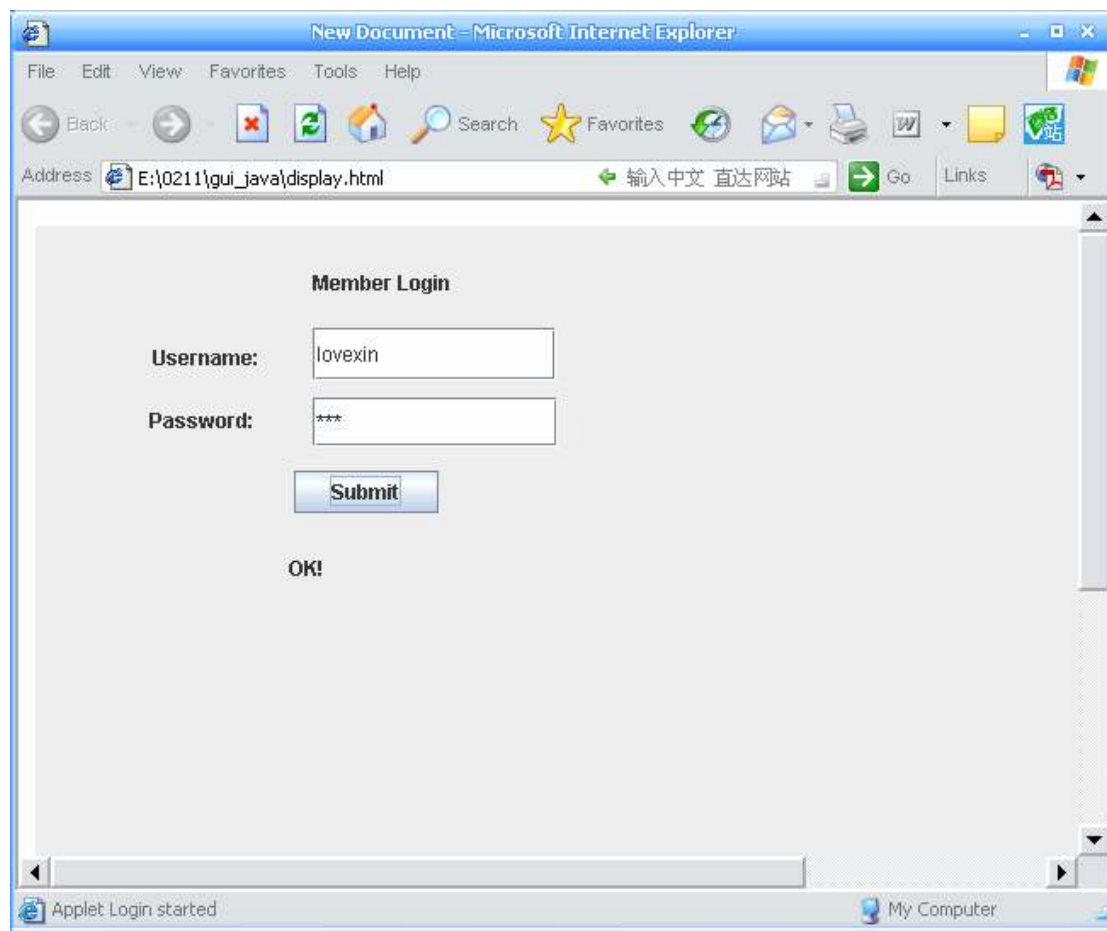 New Document - Microsoft Internet Explorer
File Edit View Favorites Tools Help
Back Search Favorites W 站
Address E:\0211\gui_java\display.html 输入中文 直达网站 Go Links
Member Login
Username: lovexin
Password: ***
Submit
OK!
Applet Login started My Computer